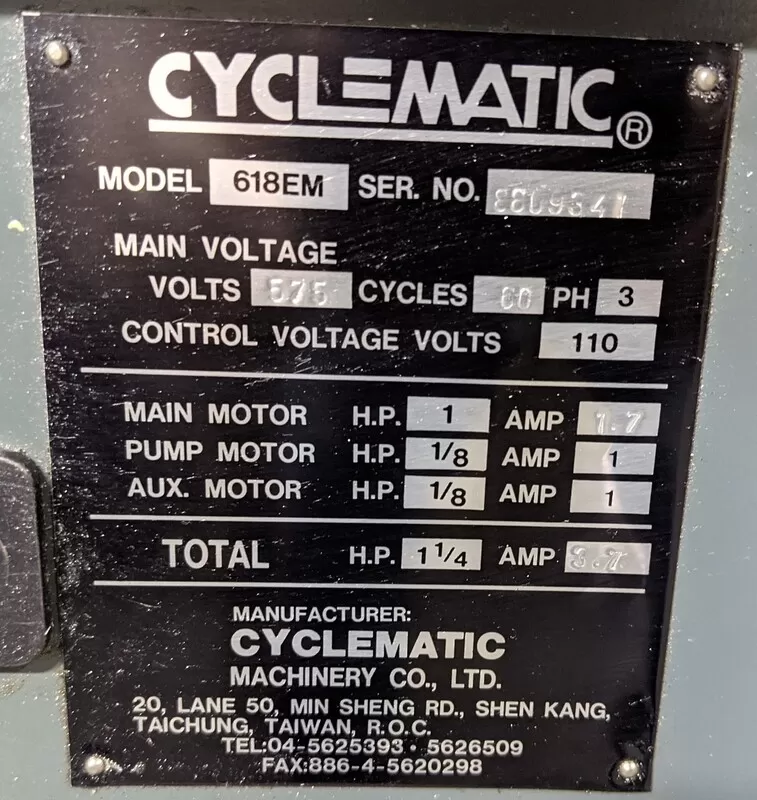 CYCLEMATIC®
MODEL 618EM SER. NO.
MAIN VOLTAGE
VOLTS 575 CYCLES 60 PH 3
CONTROL VOLTAGE VOLTS 110
MAIN MOTOR H.P. 1 AMP 1.7
PUMP MOTOR H.P. 1/8 AMP 1
AUX. MOTOR H.P. 1/8 AMP 1
TOTAL H.P. 1 1/4 AMP 3.7
MANUFACTURER:
CYCLEMATIC
MACHINERY CO., LTD.
20, LANE 50, MIN SHENG RD., SHEN KANG,
TAICHUNG, TAIWAN, R.O.C.
TEL:04-5625393 · 5626509
FAX:886-4-5620298